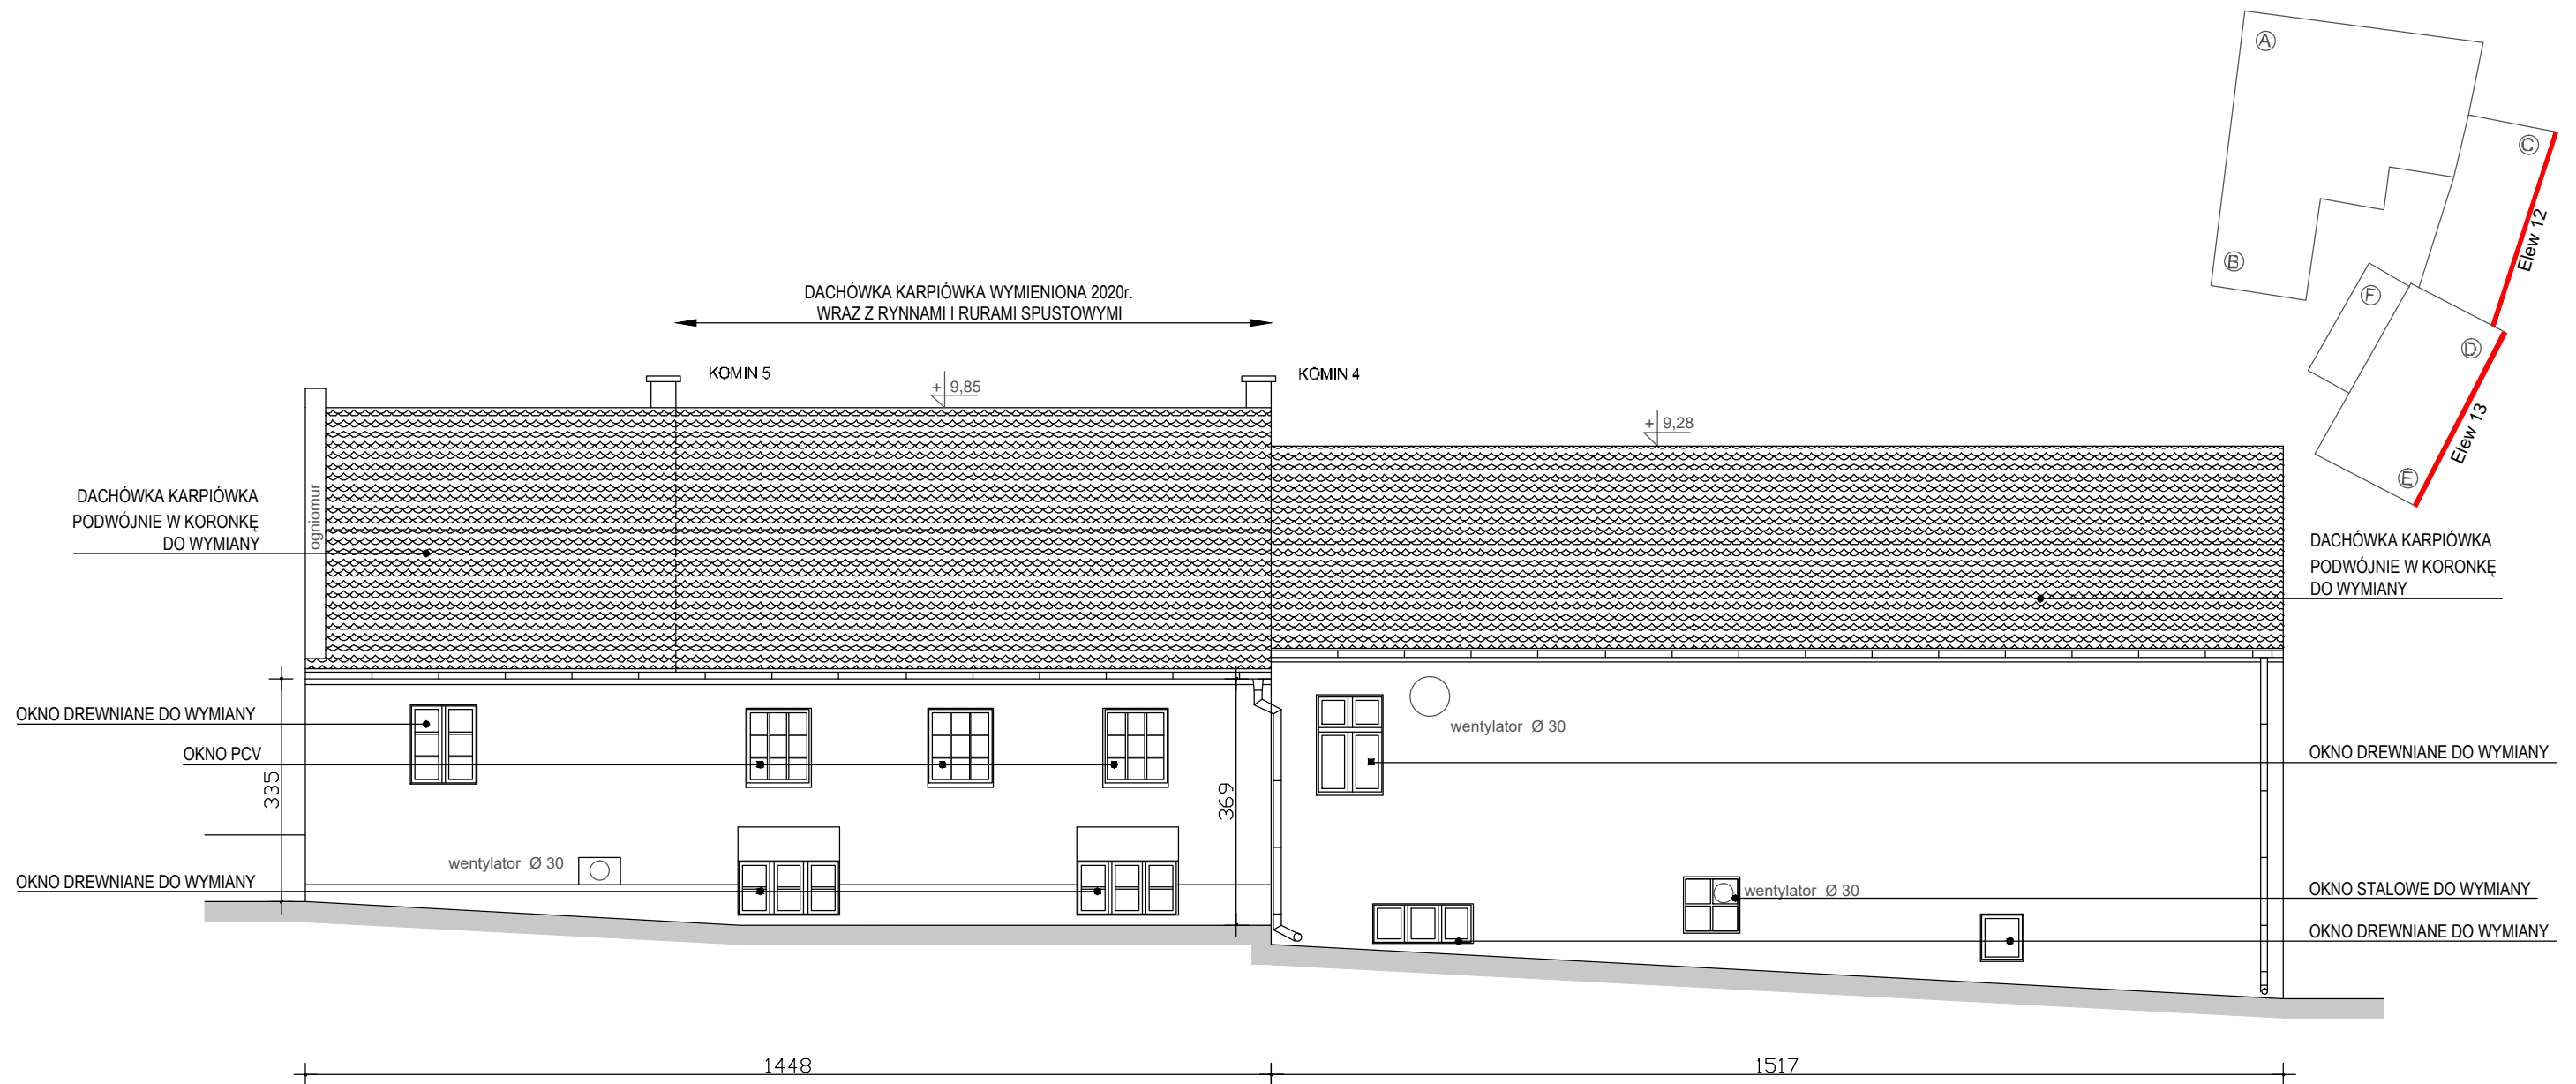 A
C
Elew 12
B
F
D
Elew 13
E
DACHÓWKA KARPIÓWKA WYMIENIONA 2020r.
WRAZ Z RYNNAMI I RURAMI SPUSTOWYMI
KOMIN 5
+ 9,85
KOMIN 4
+ 9,28
DACHÓWKA KARPIÓWKA
PODWÓJNIE W KORONKĘ
DO WYMIANY
ogniomur
DACHÓWKA KARPIÓWKA
PODWÓJNIE W KORONKĘ
DO WYMIANY
OKNO DREWNIANE DO WYMIANY
OKNO PCV
335
369
wentylator Ø 30
OKNO DREWNIANE DO WYMIANY
wentylator Ø 30
OKNO DREWNIANE DO WYMIANY
wentylator Ø 30
OKNO STALOWE DO WYMIANY
OKNO DREWNIANE DO WYMIANY
1448
1517